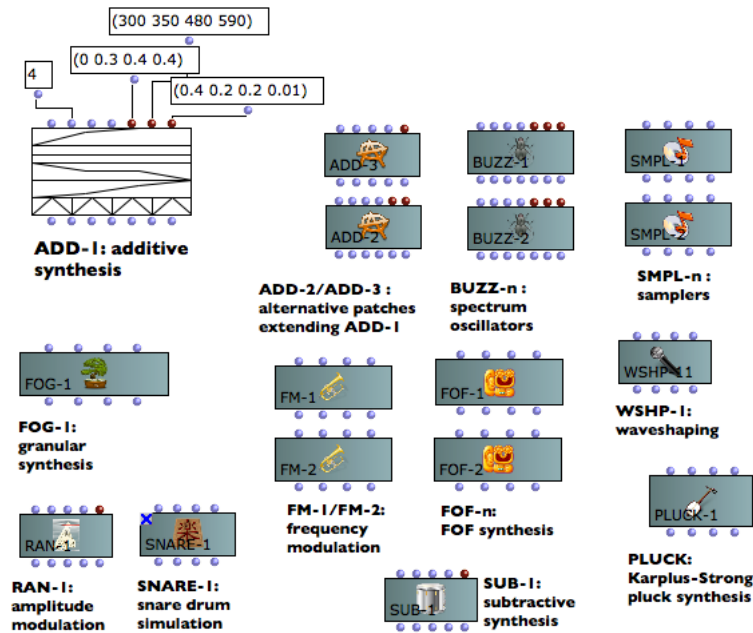 (300 350 480 590)
(0 0.3 0.4 0.4)
4
(0.4 0.2 0.2 0.01)
ADD-1: additive
synthesis
ADD-3
ADD-2
ADD-2/ADD-3 :
alternative patches
extending ADD-1
BUZZ-1
BUZZ-2
BUZZ-n :
spectrum
oscillators
SMPL-1
SMPL-2
SMPL-n :
samplers
FOG-1
FOG-1:
granular
synthesis
FM-1
FM-2
FM-1/FM-2:
frequency
modulation
FOF-1
FOF-2
FOF-n:
FOF synthesis
WSHP-11
WSHP-1:
waveshaping
RAN-1
RAN-1:
amplitude
modulation
SNARE-1
SNARE-1:
snare drum
simulation
SUB-1
SUB-1:
subtractive
synthesis
PLUCK-1
PLUCK:
Karplus-Strong
pluck synthesis